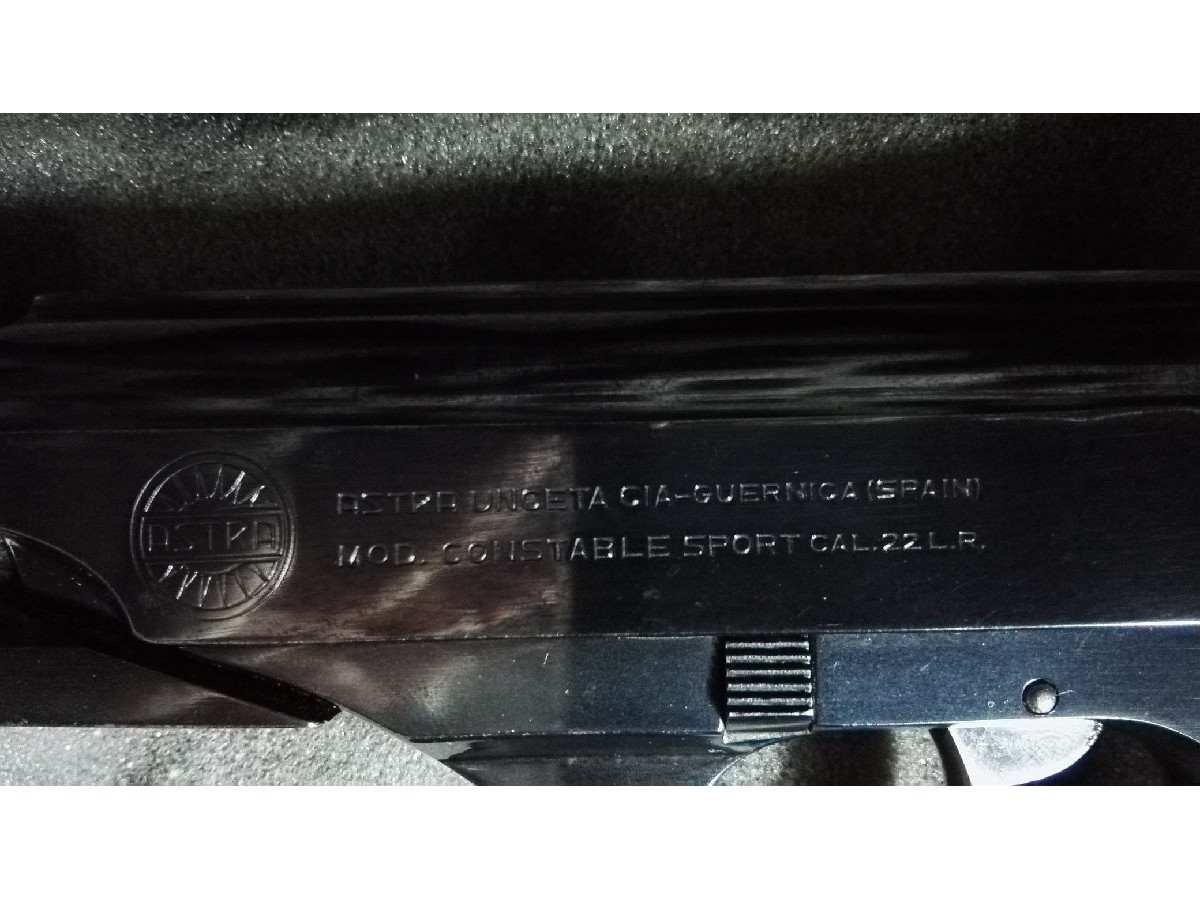 ASTRA
ASTRA UNCETA CIA-GUERNICA (SPAIN)
MOD. CONSTABLE SPORT CAL.22 L.R.